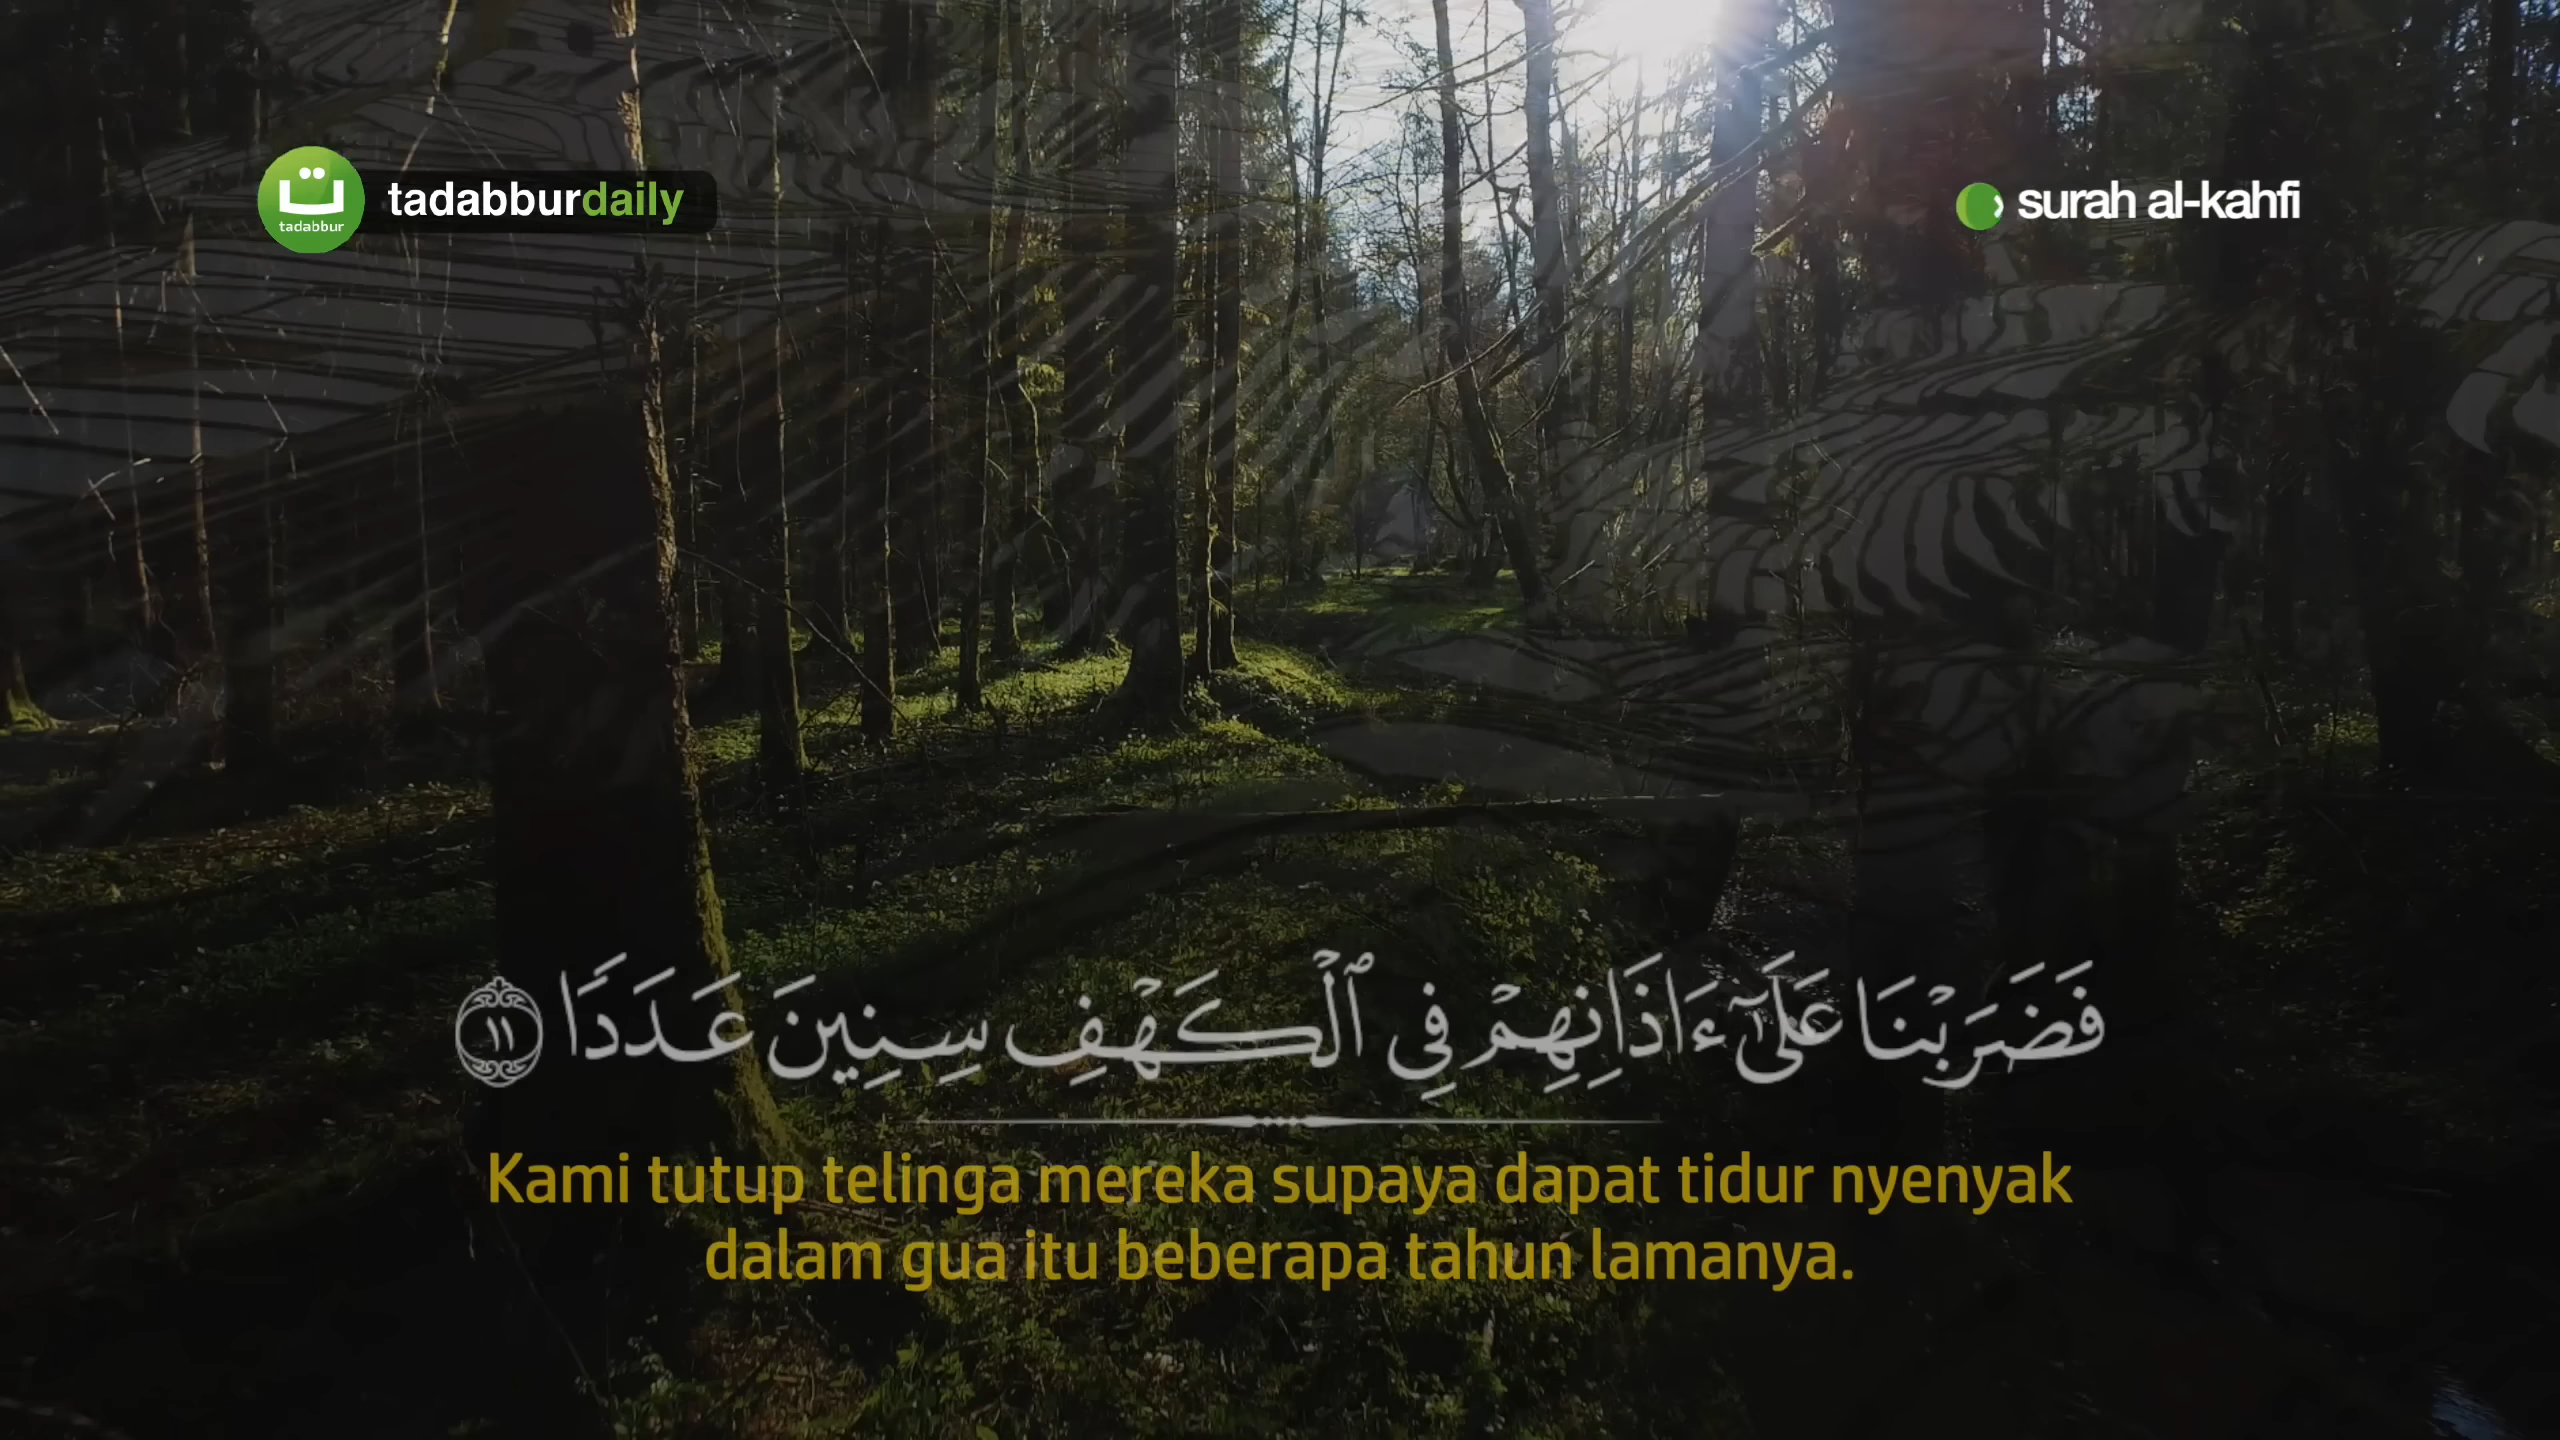 ت
tadabbur
tadabburdaily
surah al-kahfi
فَضَرَبْنَا عَلَىٰٓ ءَاذَانِهِمْ فِى ٱلْكَهْفِ سِنِينَ عَدَدًا ١١
Kami tutup telinga mereka supaya dapat tidur nyenyak
dalam gua itu beberapa tahun lamanya.